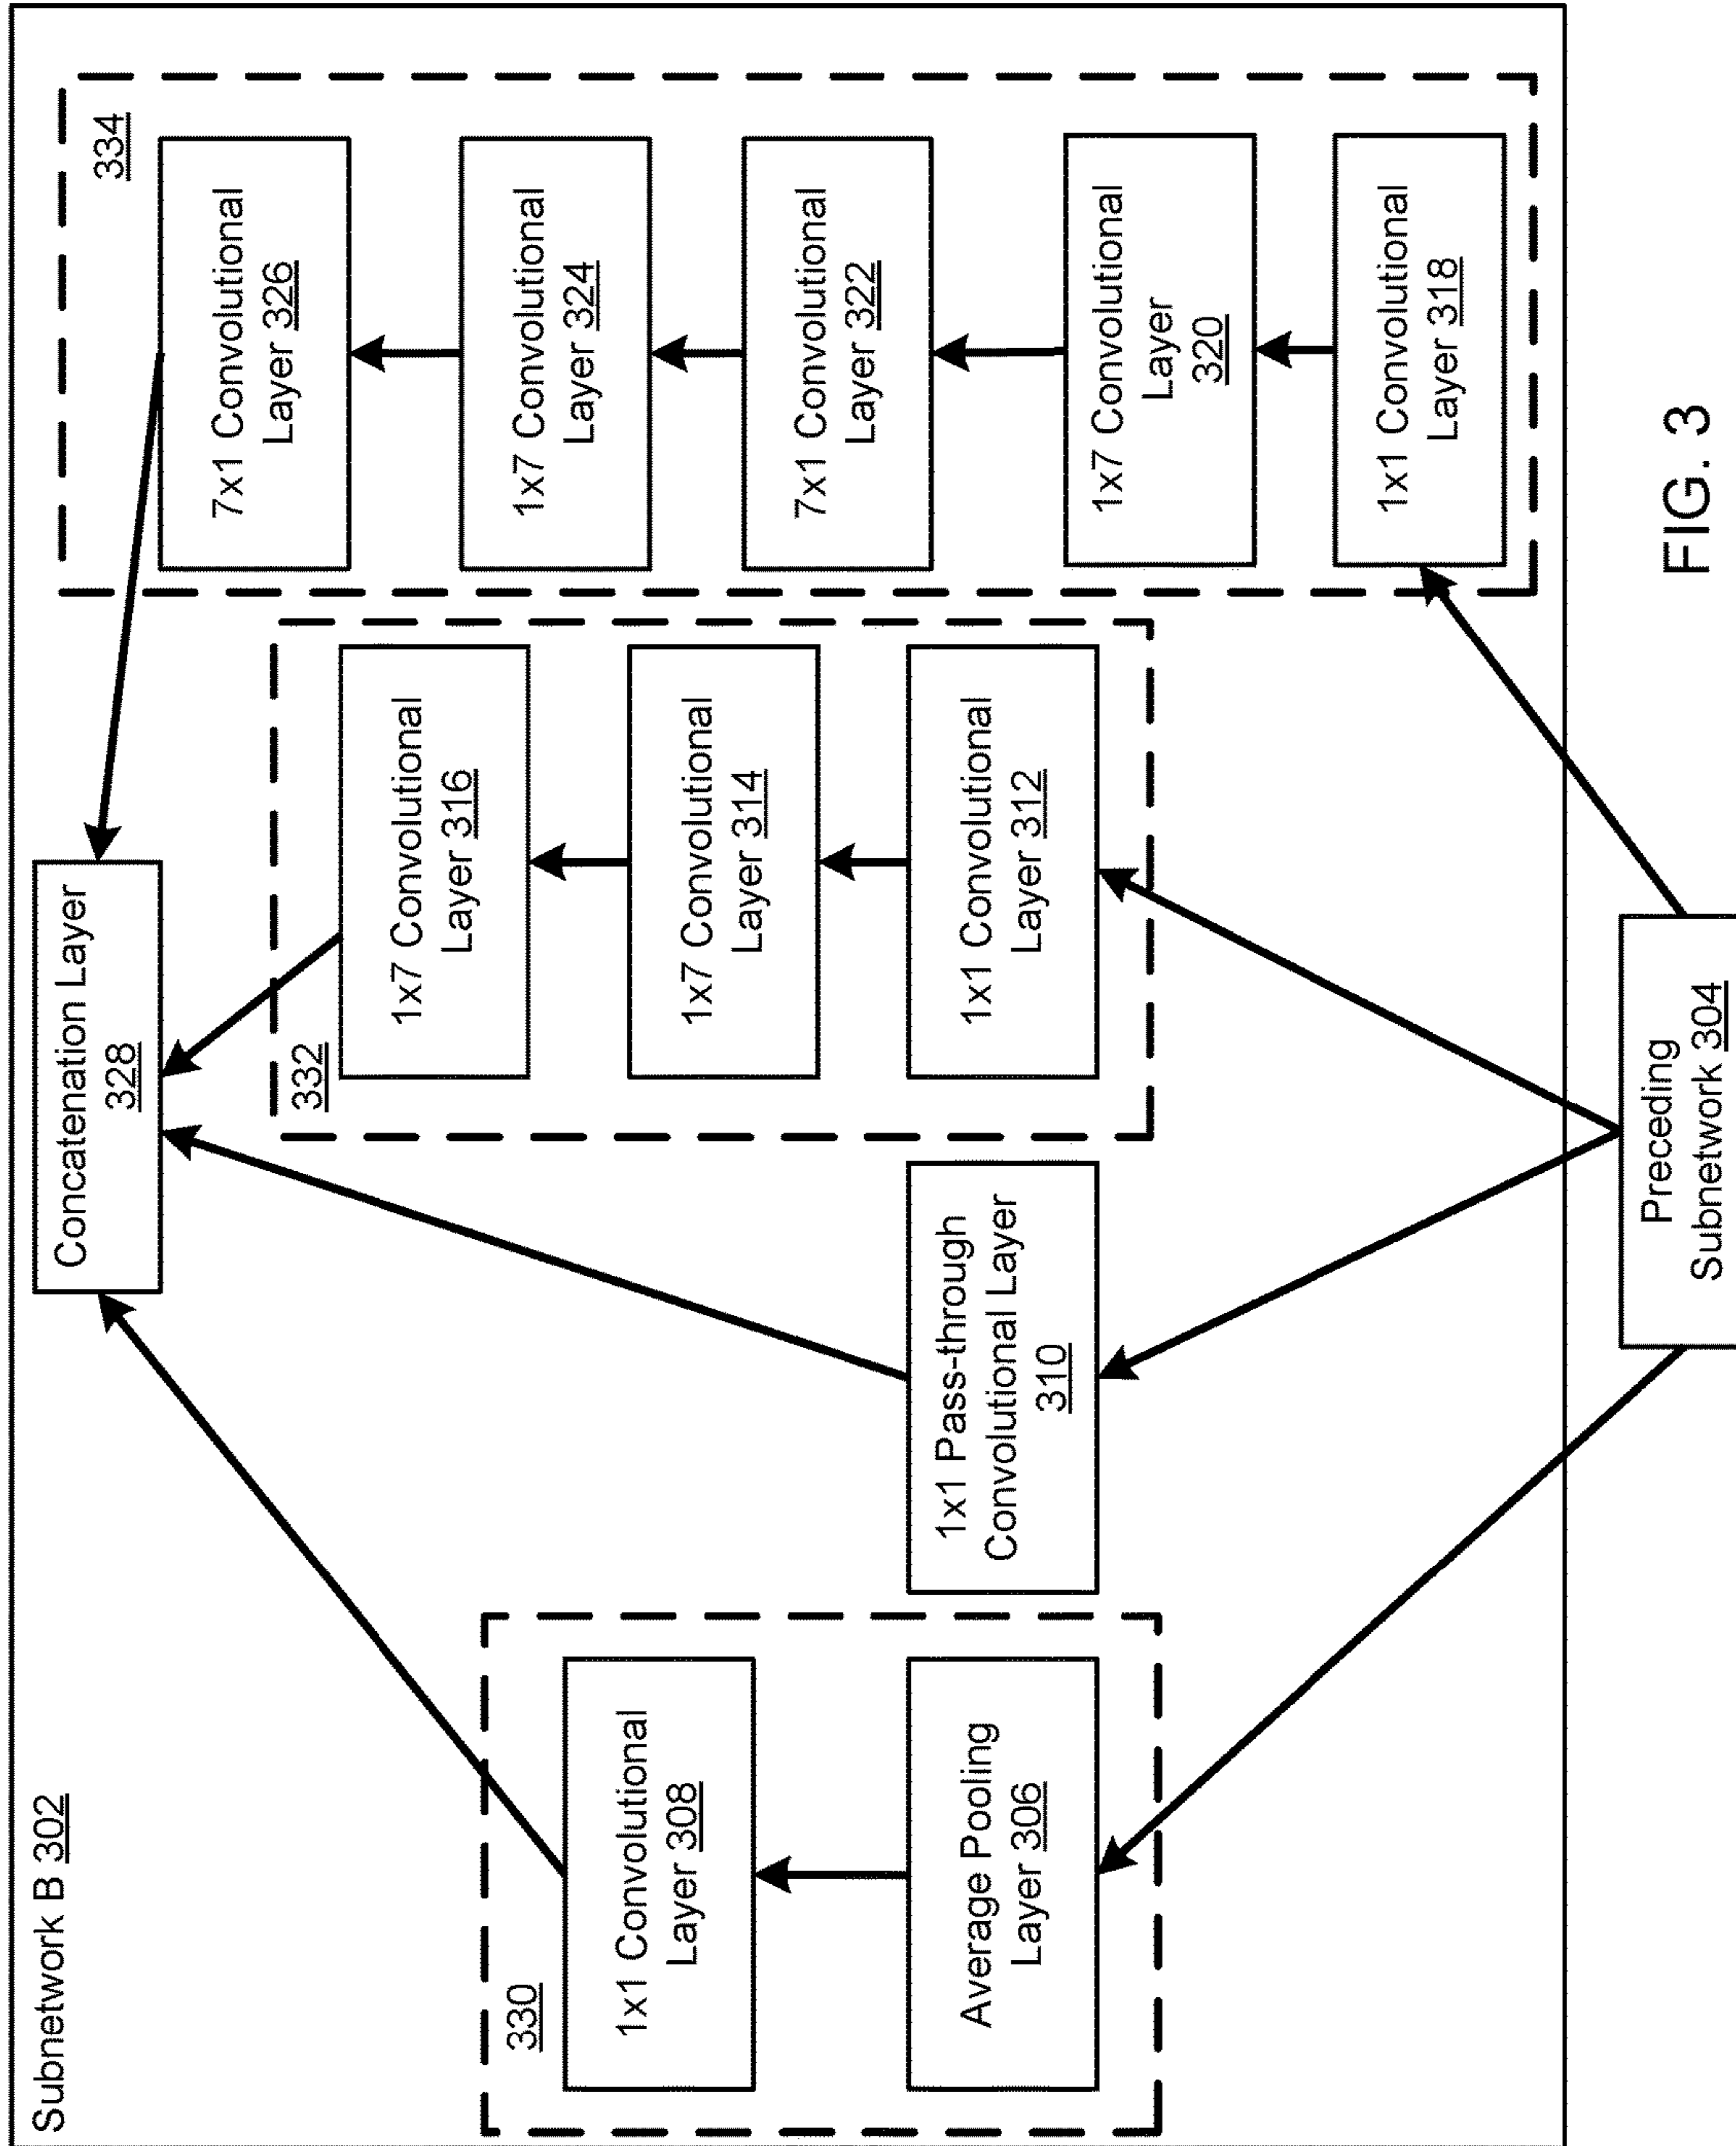 Subnetwork B 302
Concatenation Layer
328
334
7x1 Convolutional
Layer 326
332
1x7 Convolutional
Layer 316
1x7 Convolutional
Layer 324
330
1x1 Convolutional
Layer 308
1x7 Convolutional
Layer 314
7x1 Convolutional
Layer 322
Average Pooling
Layer 306
1x1 Pass-through
Convolutional Layer
310
1x1 Convolutional
Layer 312
1x7 Convolutional
Layer
320
1x1 Convolutional
Layer 318
Preceding
Subnetwork 304
FIG. 3